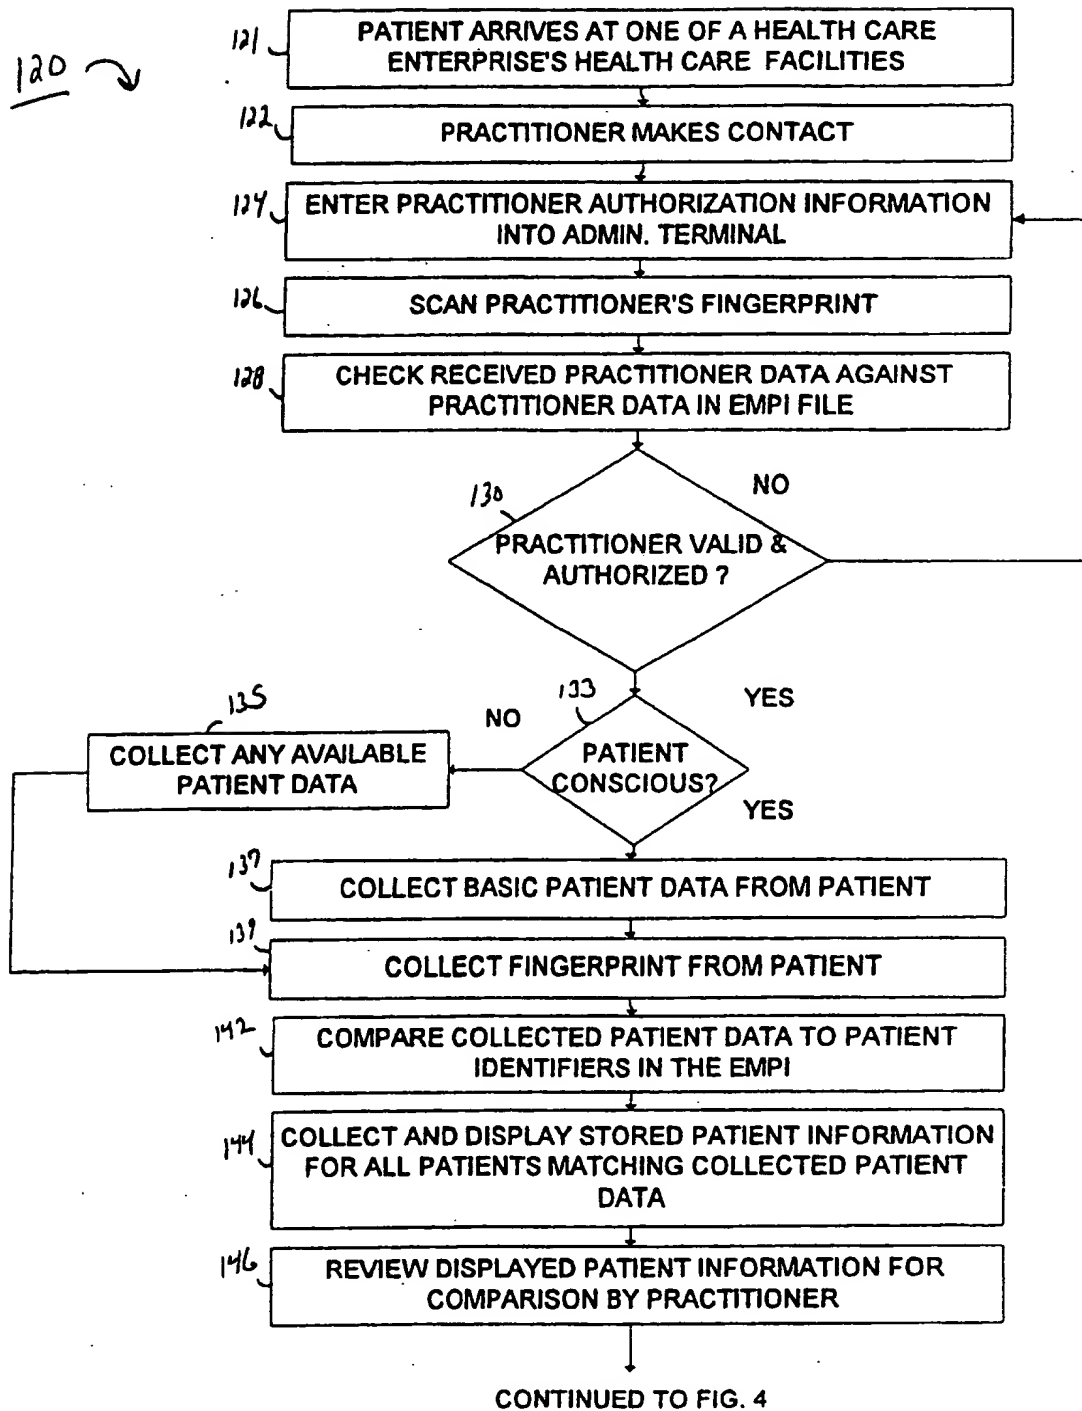 120
121
PATIENT ARRIVES AT ONE OF A HEALTH CARE
ENTERPRISE'S HEALTH CARE FACILITIES
122
PRACTITIONER MAKES CONTACT
124
ENTER PRACTITIONER AUTHORIZATION INFORMATION
INTO ADMIN. TERMINAL
126
SCAN PRACTITIONER'S FINGERPRINT
128
CHECK RECEIVED PRACTITIONER DATA AGAINST
PRACTITIONER DATA IN EMPI FILE
130
NO
PRACTITIONER VALID &
AUTHORIZED ?
YES
133
NO
135
PATIENT
CONSCIOUS?
COLLECT ANY AVAILABLE
PATIENT DATA
YES
137
COLLECT BASIC PATIENT DATA FROM PATIENT
139
COLLECT FINGERPRINT FROM PATIENT
142
COMPARE COLLECTED PATIENT DATA TO PATIENT
IDENTIFIERS IN THE EMPI
144
COLLECT AND DISPLAY STORED PATIENT INFORMATION
FOR ALL PATIENTS MATCHING COLLECTED PATIENT
DATA
146
REVIEW DISPLAYED PATIENT INFORMATION FOR
COMPARISON BY PRACTITIONER
CONTINUED TO FIG. 4